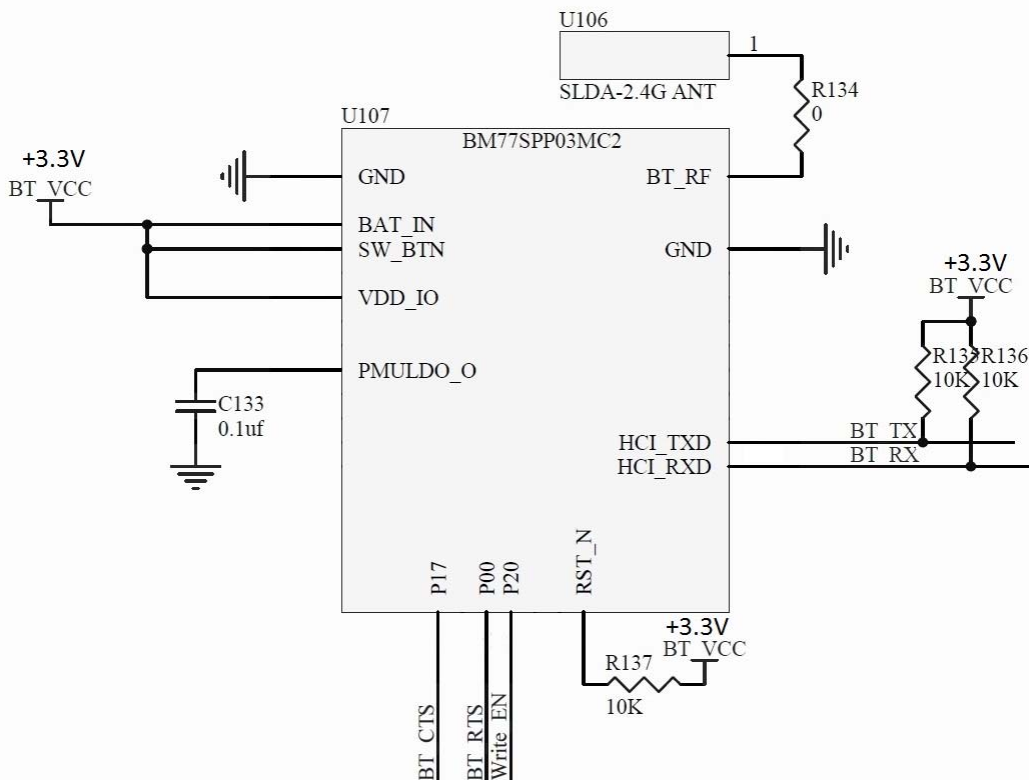 U106
1
SLDA-2.4G ANT
R134
0
U107
BM77SPP03MC2
+3.3V
BT_VCC
GND
BT_RF
BAT_IN
SW_BTN
GND
VDD_IO
+3.3V
BT_VCC
PMULDO_O
R135
R136
10K
10K
C133
0.1uf
HCI_TXD
BT_TX
HCI_RXD
BT_RX
P17
P00
P20
RST_N
+3.3V
BT_VCC
R137
10K
BT_CTS
BT_RTS
Write_EN